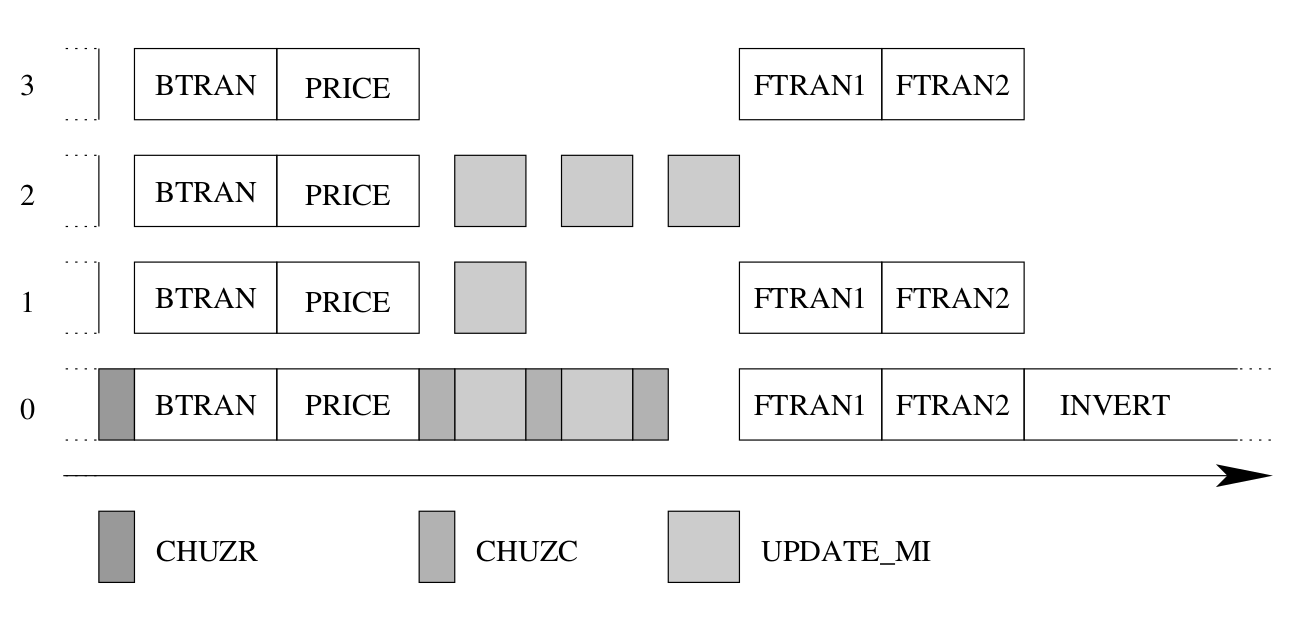 3 BTRAN PRICE FTRAN1 FTRAN2
2 BTRAN PRICE
1 BTRAN PRICE FTRAN1 FTRAN2
0 BTRAN PRICE FTRAN1 FTRAN2 INVERT
CHUZR CHUZC UPDATE_MI